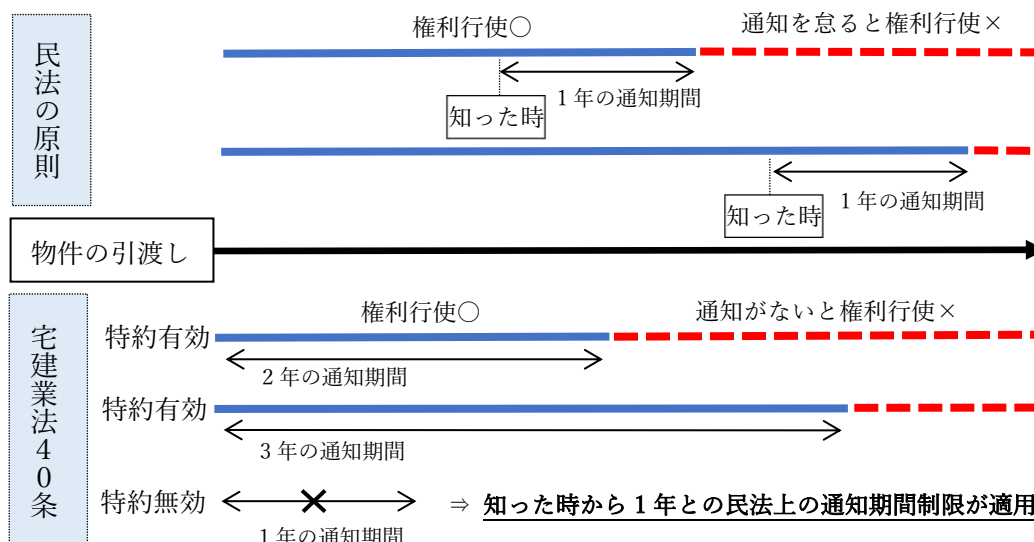 民法の原則
権利行使○
通知を怠ると権利行使×
1年の通知期間
知った時
1年の通知期間
知った時
物件の引渡し
宅建業法40条
権利行使○
通知がないと権利行使×
特約有効
2年の通知期間
特約有効
3年の通知期間
特約無効
⇒ 知った時から1年との民法上の通知期間制限が適用
1年の通知期間